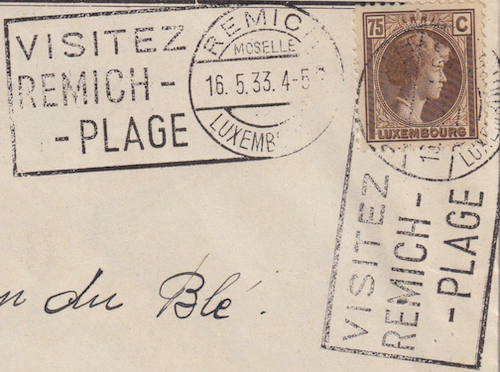 VISITEZ
REMICH-
-PLAGE
REMICH
MOSELLE
16.5.33.4-5
LUXEMB
75 C
LUXEMBOURG
VISITEZ
REMICH-
-PLAGE
du Blé.